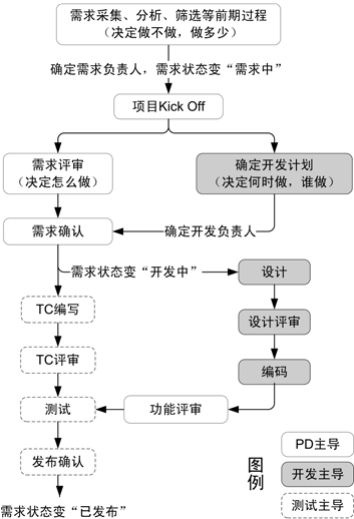 需求采集、分析、筛选等前期过程
（决定做不做，做多少）
确定需求负责人，需求状态变“需求中”
项目Kick Off
需求评审
（决定怎么做）
确定开发计划
（决定何时做，谁做）
需求确认
确定开发负责人
需求状态变“开发中”
设计
TC编写
设计评审
TC评审
编码
测试
功能评审
发布确认
图例
PD主导
开发主导
测试主导
需求状态变“已发布”